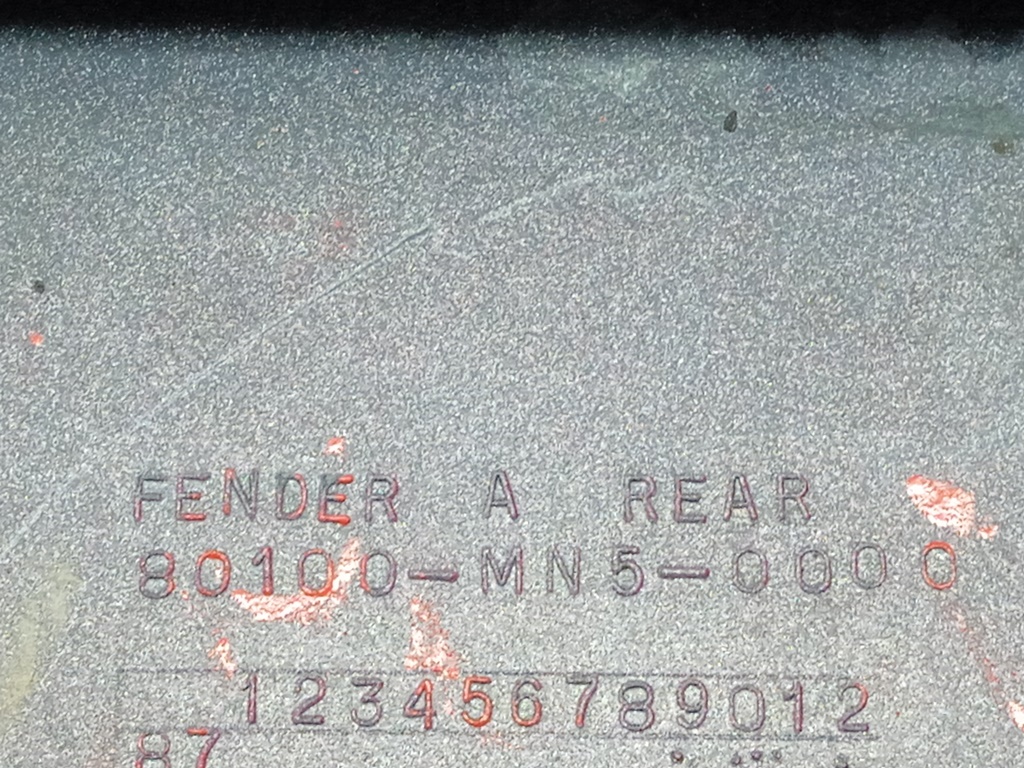 FENDER A REAR
80100-MN5-0000
123456789012
87